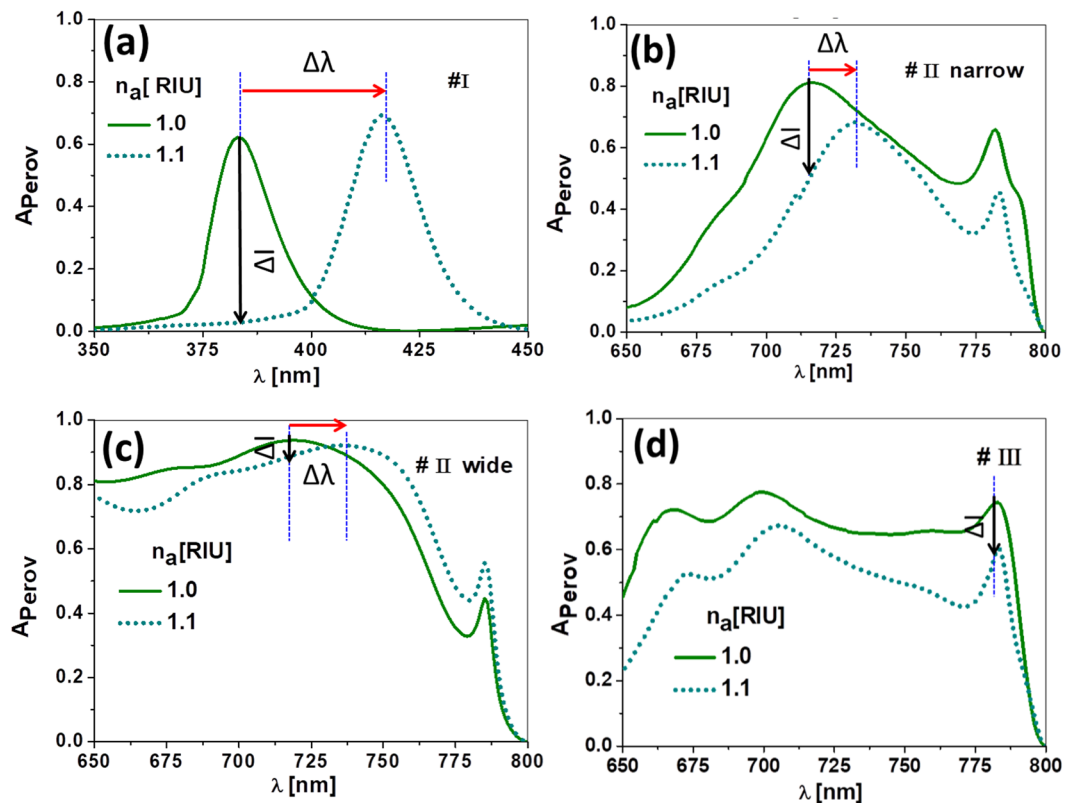 (a)
#I
Δλ
nₐ[ RIU]
1.0
1.1
ΔI
A_Perov
1.0
0.8
0.6
0.4
0.2
0.0
350 375 400 425 450
λ [nm]
(b)
Δλ
# II narrow
nₐ[RIU]
1.0
1.1
ΔI
A_Perov
1.0
0.8
0.6
0.4
0.2
0.0
650 675 700 725 750 775 800
λ [nm]
(c)
ΔI
Δλ
# II wide
nₐ[RIU]
1.0
1.1
A_Perov
1.0
0.8
0.6
0.4
0.2
0.0
650 675 700 725 750 775 800
λ [nm]
(d)
# III
ΔI
nₐ[RIU]
1.0
1.1
A_Perov
1.0
0.8
0.6
0.4
0.2
0.0
650 675 700 725 750 775 800
λ [nm]